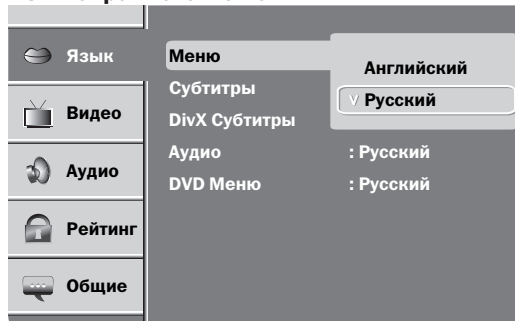 Язык
Видео
Аудио
Рейтинг
Общие
Меню
Субтитры
DivX Субтитры
Аудио : Русский
DVD Меню : Русский
Английский
V Русский